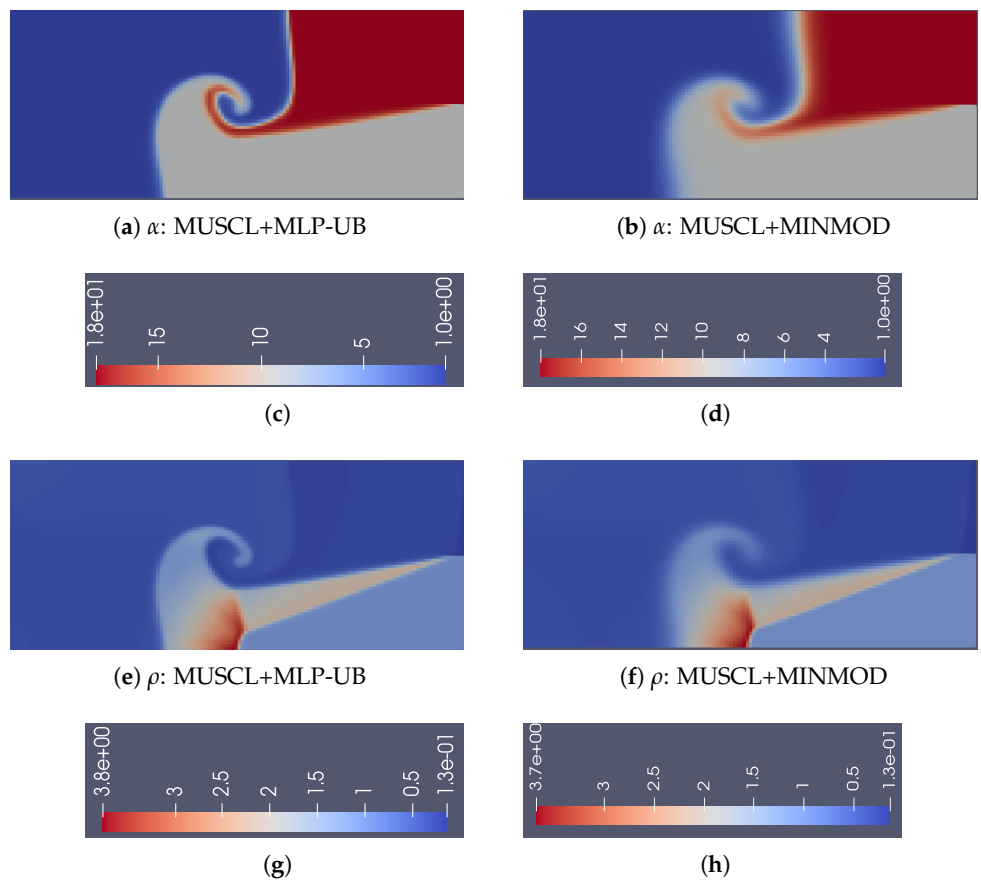 (a) α: MUSCL+MLP-UB
(b) α: MUSCL+MINMOD
1.8e+01 15 10 5 1.0e+00
1.8e+01 16 14 12 10 8 6 4 1.0e+00
(c)
(d)
(e) ρ: MUSCL+MLP-UB
(f) ρ: MUSCL+MINMOD
3.8e+00 3 2.5 2 1.5 1 0.5 1.3e-01
3.7e+00 3 2.5 2 1.5 1 0.5 1.3e-01
(g)
(h)